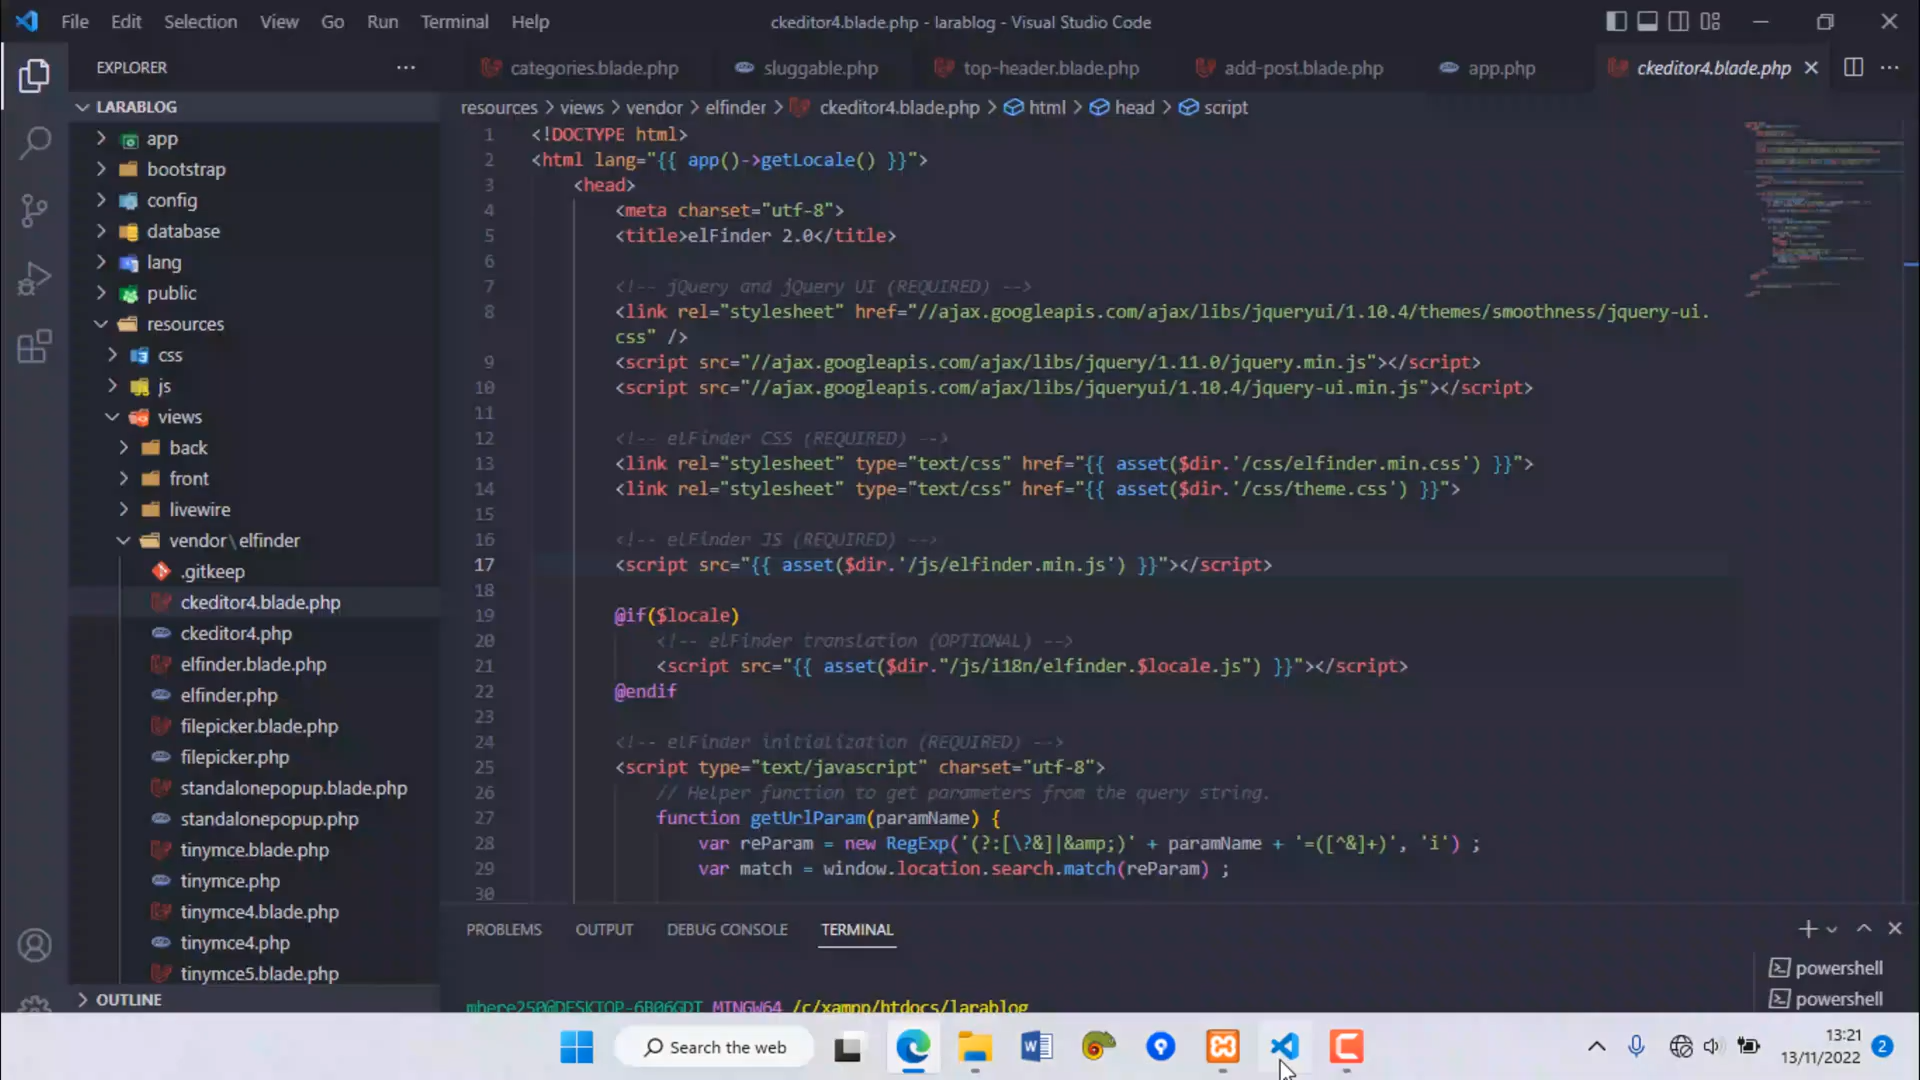 File Edit Selection View Go Run Terminal Help
ckeditor4.blade.php - larablog - Visual Studio Code
EXPLORER
categories.blade.php
sluggable.php
top-header.blade.php
add-post.blade.php
app.php
ckeditor4.blade.php
LARABLOG
app
bootstrap
config
database
lang
public
resources
css
js
views
back
front
livewire
vendor\elfinder
.gitkeep
ckeditor4.blade.php
ckeditor4.php
elfinder.blade.php
elfinder.php
filepicker.blade.php
filepicker.php
standalonepopup.blade.php
standalonepopup.php
tinymce.blade.php
tinymce.php
tinymce4.blade.php
tinymce4.php
tinymce5.blade.php
OUTLINE
resources > views > vendor > elfinder > ckeditor4.blade.php > html > head > script
1 <!DOCTYPE html>
2 <html lang="{{ app()->getLocale() }}">
3 <head>
4 <meta charset="utf-8">
5 <title>elFinder 2.0</title>
6
7 <!-- jQuery and jQuery UI (REQUIRED) -->
8 <link rel="stylesheet" href="//ajax.googleapis.com/ajax/libs/jqueryui/1.10.4/themes/smoothness/jquery-ui.
css" />
9 <script src="//ajax.googleapis.com/ajax/libs/jquery/1.11.0/jquery.min.js"></script>
10 <script src="//ajax.googleapis.com/ajax/libs/jqueryui/1.10.4/jquery-ui.min.js"></script>
11
12 <!-- elFinder CSS (REQUIRED) -->
13 <link rel="stylesheet" type="text/css" href="{{ asset($dir.'/css/elfinder.min.css') }}">
14 <link rel="stylesheet" type="text/css" href="{{ asset($dir.'/css/theme.css') }}">
15
16 <!-- elFinder JS (REQUIRED) -->
17 <script src="{{ asset($dir.'/js/elfinder.min.js') }}"></script>
18
19 @if($locale)
20 <!-- elFinder translation (OPTIONAL) -->
21 <script src="{{ asset($dir."/js/i18n/elfinder.$locale.js") }}"></script>
22 @endif
23
24 <!-- elFinder initialization (REQUIRED) -->
25 <script type="text/javascript" charset="utf-8">
26 // Helper function to get parameters from the query string.
27 function getUrlParam(paramName) {
28 var reParam = new RegExp('(?:[\?&]|&amp;)' + paramName + '=([^&]+)', 'i') ;
29 var match = window.location.search.match(reParam) ;
30
PROBLEMS OUTPUT DEBUG CONSOLE TERMINAL
powershell
powershell
mbere250@DESKTOP-6B06GDT MINGW64 /c/xampp/htdocs/larablog
Search the web
13:21
13/11/2022
2